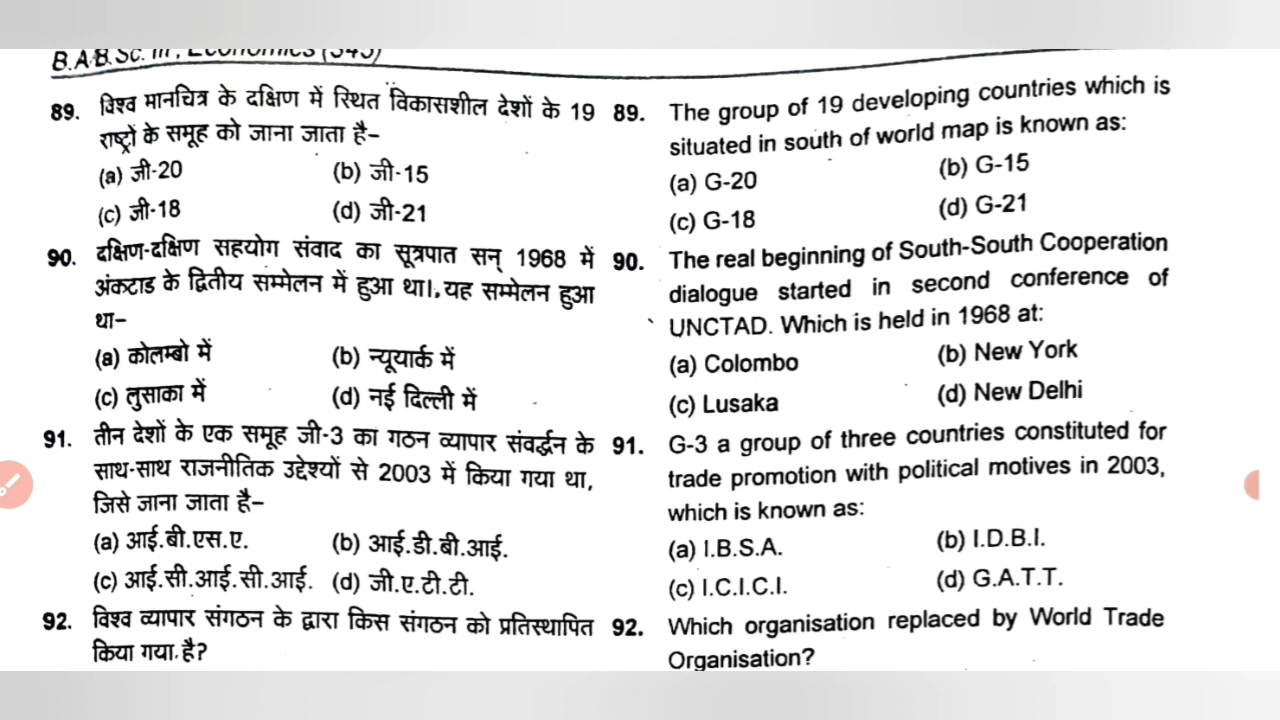 B.A.B.Sc. III, Economics (345)
89. विश्व मानचित्र के दक्षिण में स्थित विकासशील देशों के 19
राष्ट्रों के समूह को जाना जाता है–
(a) जी-20 (b) जी-15
(c) जी-18 (d) जी-21
90. दक्षिण-दक्षिण सहयोग संवाद का सूत्रपात सन् 1968 में
अंकटाड के द्वितीय सम्मेलन में हुआ था। यह सम्मेलन हुआ
था–
(a) कोलम्बो में (b) न्यूयार्क में
(c) लुसाका में (d) नई दिल्ली में
91. तीन देशों के एक समूह जी-3 का गठन व्यापार संवर्द्धन के
साथ-साथ राजनीतिक उद्देश्यों से 2003 में किया गया था,
जिसे जाना जाता है–
(a) आई.बी.एस.ए. (b) आई.डी.बी.आई.
(c) आई.सी.आई.सी.आई. (d) जी.ए.टी.टी.
92. विश्व व्यापार संगठन के द्वारा किस संगठन को प्रतिस्थापित
किया गया है?
89. The group of 19 developing countries which is
situated in south of world map is known as:
(a) G-20 (b) G-15
(c) G-18 (d) G-21
90. The real beginning of South-South Cooperation
dialogue started in second conference of
UNCTAD. Which is held in 1968 at:
(a) Colombo (b) New York
(c) Lusaka (d) New Delhi
91. G-3 a group of three countries constituted for
trade promotion with political motives in 2003,
which is known as:
(a) I.B.S.A. (b) I.D.B.I.
(c) I.C.I.C.I. (d) G.A.T.T.
92. Which organisation replaced by World Trade
Organisation?